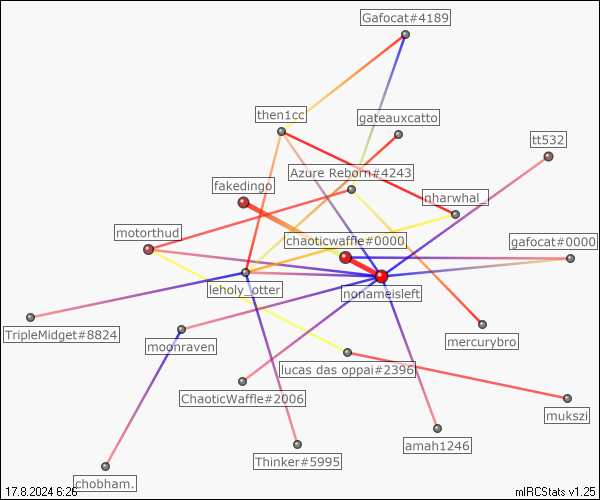 Gafocat#4189
then1cc
gateauxcatto
tt532
Azure Reborn#4243
fakedingo
nharwhal_
motorthud
chaoticwaffle#0000
gafocat#0000
leholy_otter
nonameisleft
TripleMidget#8824
moonraven
mercurybro
lucas das oppai#2396
ChaoticWaffle#2006
mukszi
amah1246
Thinker#5995
chobham.
17.8.2024 6:26
mIRCStats v1.25